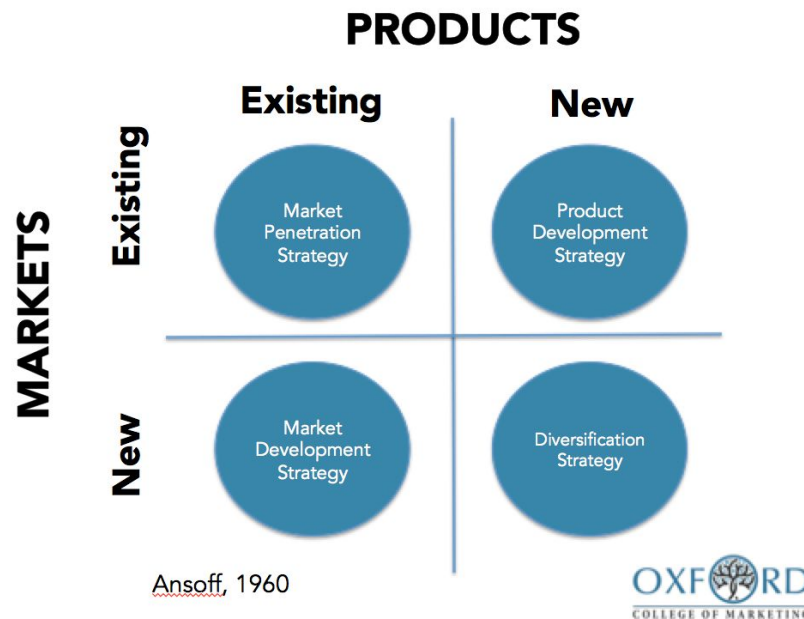 PRODUCTS
Existing
New
MARKETS
Existing
Market
Penetration
Strategy
Product
Development
Strategy
New
Market
Development
Strategy
Diversification
Strategy
Ansoff, 1960
OXFORD
COLLEGE OF MARKETING